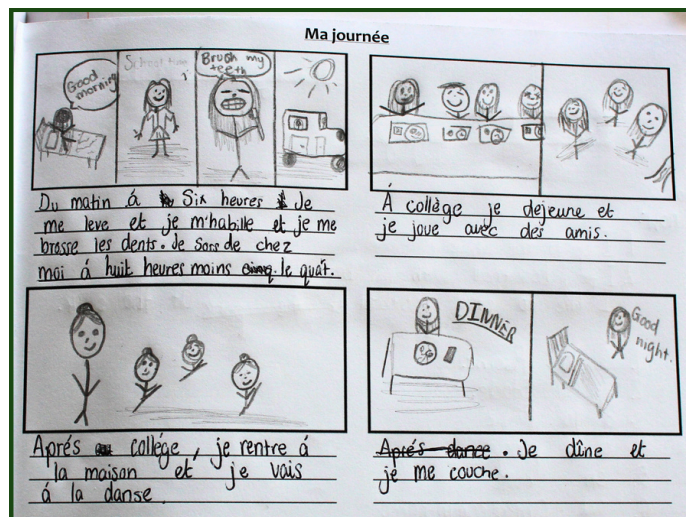 Ma journée
Good
morning
School time
Brush my
teeth
Du matin á Six heures Je
me leve et je m'habille et je me
brosse les dents. Je Sors de chez
moi á huit heures moins le quát.
Á collège je dejeune et
je joue avec des amis.
Aprés collége, je rentre á
la maison et je vais
á la danse.
DINNER
Good
night.
Aprés dance . Je dîne et
je me couche.